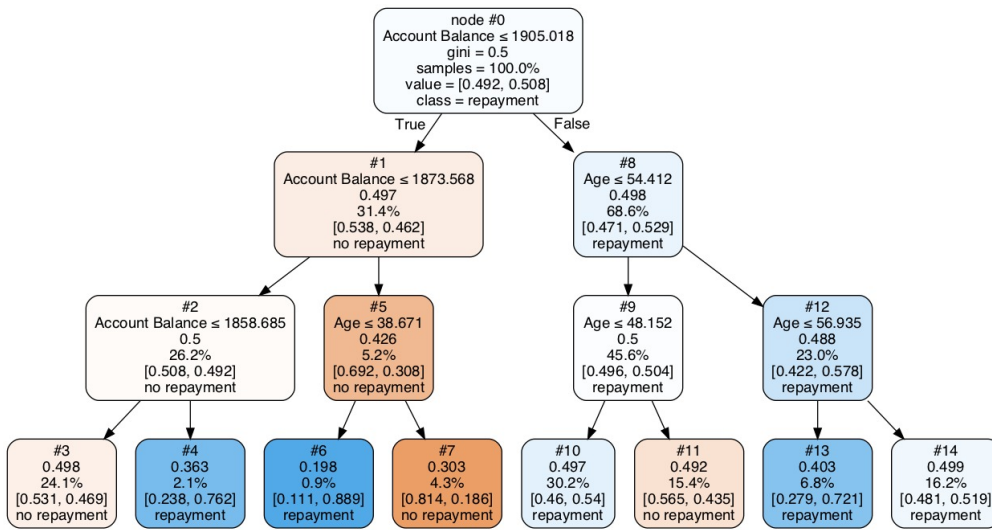 node #0
Account Balance ≤ 1905.018
gini = 0.5
samples = 100.0%
value = [0.492, 0.508]
class = repayment
True
False
#1
Account Balance ≤ 1873.568
0.497
31.4%
[0.538, 0.462]
no repayment
#8
Age ≤ 54.412
0.498
68.6%
[0.471, 0.529]
repayment
#2
Account Balance ≤ 1858.685
0.5
26.2%
[0.508, 0.492]
no repayment
#5
Age ≤ 38.671
0.426
5.2%
[0.692, 0.308]
no repayment
#9
Age ≤ 48.152
0.5
45.6%
[0.496, 0.504]
repayment
#12
Age ≤ 56.935
0.488
23.0%
[0.422, 0.578]
repayment
#3
0.498
24.1%
[0.531, 0.469]
no repayment
#4
0.363
2.1%
[0.238, 0.762]
repayment
#6
0.198
0.9%
[0.111, 0.889]
repayment
#7
0.303
4.3%
[0.814, 0.186]
no repayment
#10
0.497
30.2%
[0.46, 0.54]
repayment
#11
0.492
15.4%
[0.565, 0.435]
no repayment
#13
0.403
6.8%
[0.279, 0.721]
repayment
#14
0.499
16.2%
[0.481, 0.519]
repayment